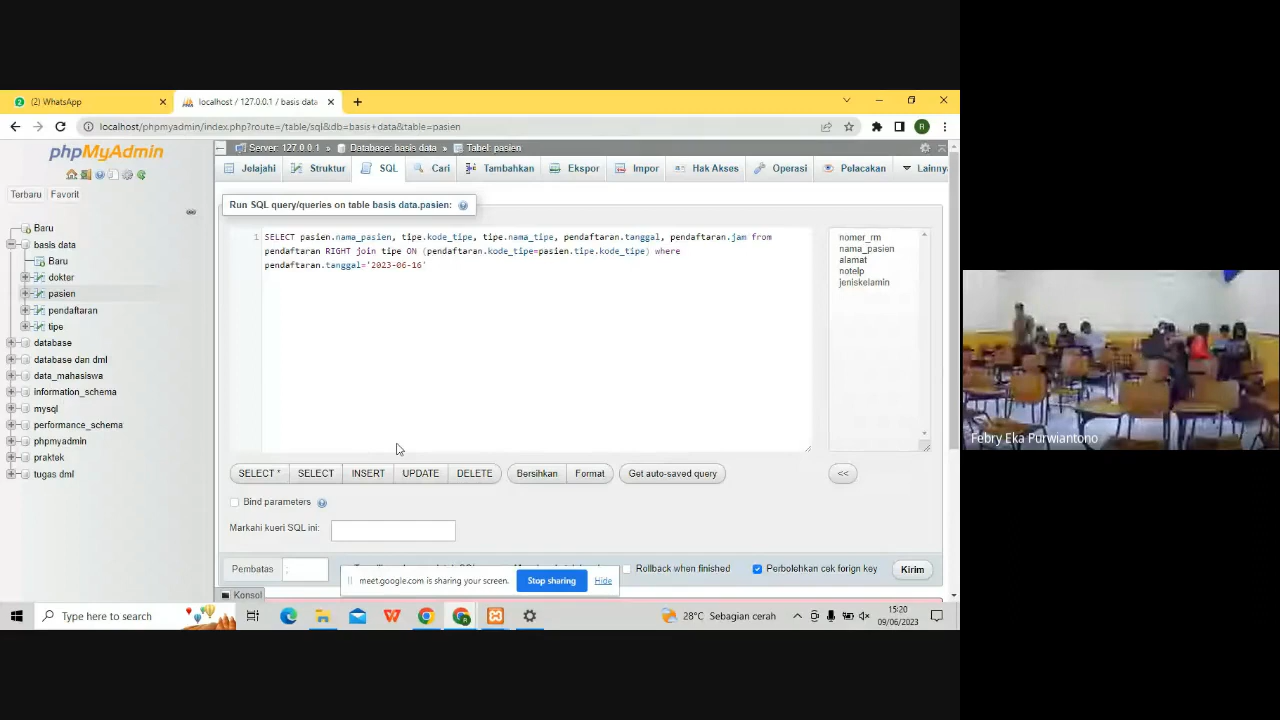 (2) WhatsApp
localhost / 127.0.0.1 / basis data
localhost/phpmyadmin/index.php?route=/table/sql&db=basis+data&table=pasien
phpMyAdmin
Terbaru
Favorit
Baru
basis data
Baru
dokter
pasien
pendaftaran
tipe
database
database dan dml
data_mahasiswa
information_schema
mysql
performance_schema
phpmyadmin
praktek
tugas dml
Server: 127.0.0.1 » Database: basis data » Tabel: pasien
Jelajahi Struktur SQL Cari Tambahkan Ekspor Impor Hak Akses Operasi Pelacakan Lainny
Run SQL query/queries on table basis data.pasien:
1 SELECT pasien.nama_pasien, tipe.kode_tipe, tipe.nama_tipe, pendaftaran.tanggal, pendaftaran.jam from
pendaftaran RIGHT join tipe ON (pendaftaran.kode_tipe=pasien.tipe.kode_tipe) where
pendaftaran.tanggal='2023-06-16'
nomer_rm
nama_pasien
alamat
notelp
jeniskelamin
SELECT * SELECT INSERT UPDATE DELETE Bersihkan Format Get auto-saved query <<
Bind parameters
Markahi kueri SQL ini:
Pembatas ;
Rollback when finished
Perbolehkan cek forign key
Kirim
meet.google.com is sharing your screen.
Stop sharing
Hide
Konsol
Type here to search
28°C Sebagian cerah
15:20
09/06/2023
Febry Eka Purwiantono